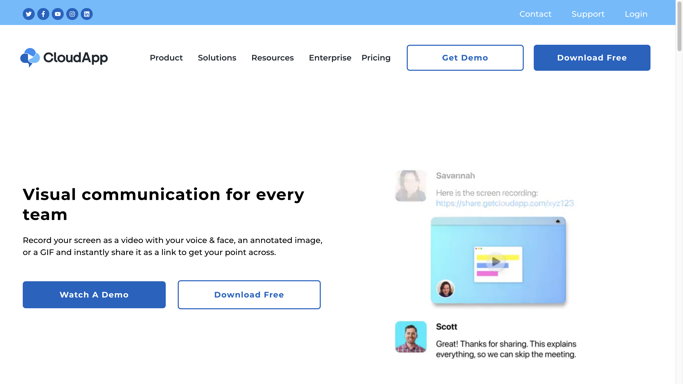 Contact Support Login
CloudApp
Product Solutions Resources Enterprise Pricing Get Demo Download Free
Visual communication for every
team
Record your screen as a video with your voice & face, an annotated image,
or a GIF and instantly share it as a link to get your point across.
Watch A Demo Download Free
Savannah
Here is the screen recording:
https://share.getcloudapp.com/xyz123
Scott
Great! Thanks for sharing. This explains
everything, so we can skip the meeting.